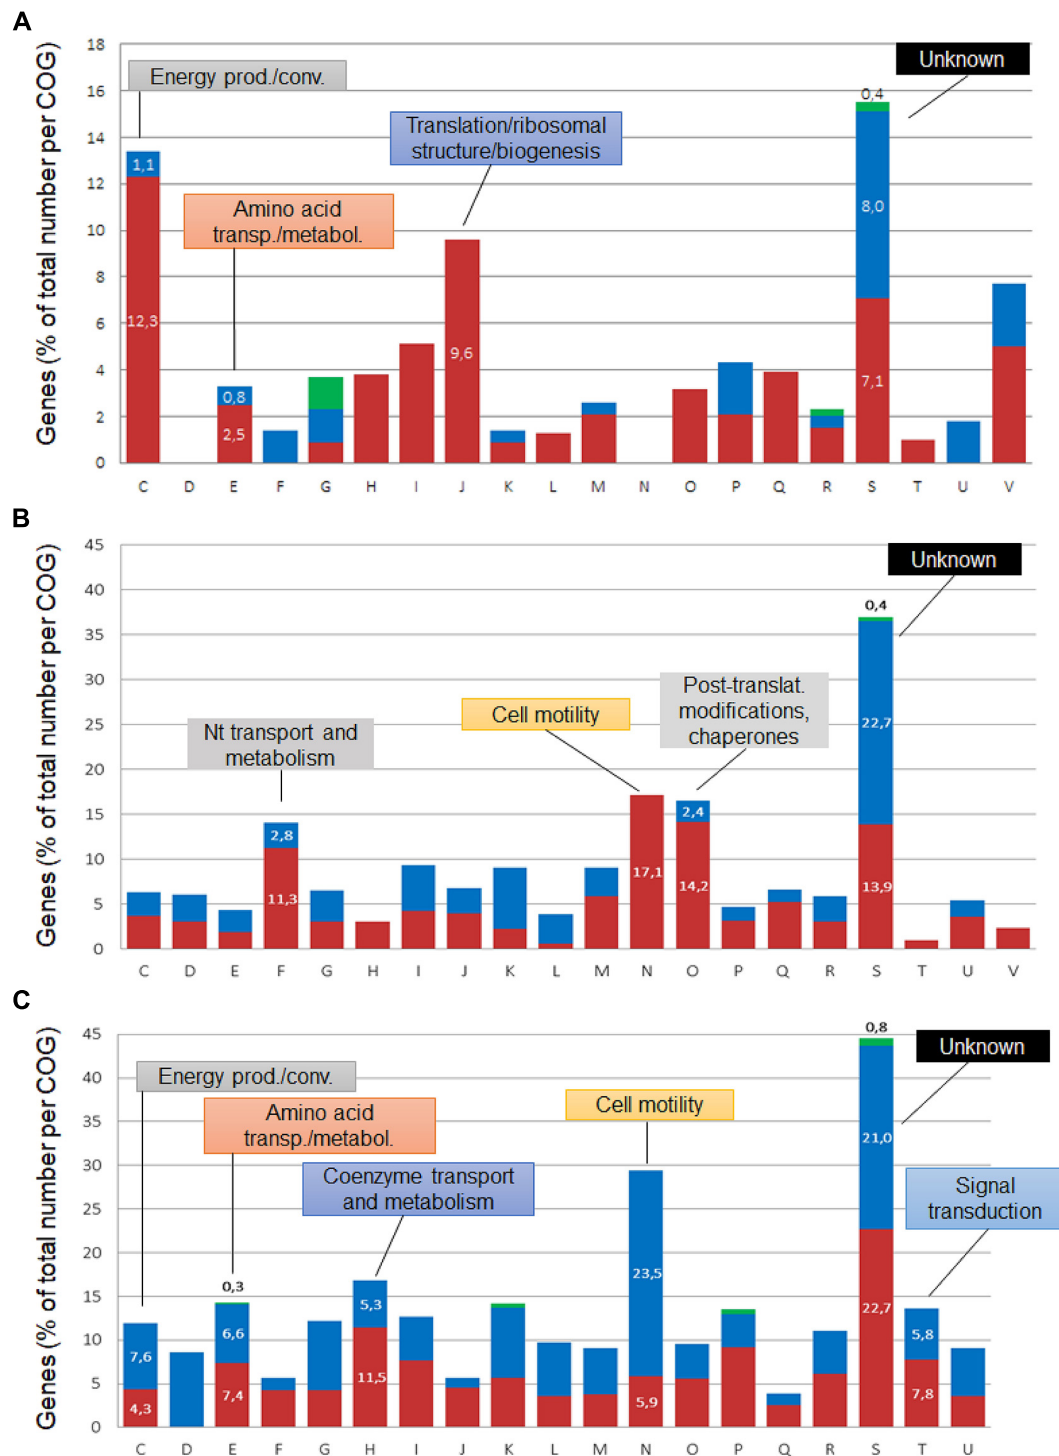 A
Genes (% of total number per COG)
18
16
14
12
10
8
6
4
2
0
Energy prod./conv.
Amino acid
transp./metabol.
Translation/ribosomal
structure/biogenesis
Unknown
1,1
12,3
0,8
2,5
9,6
0,4
8,0
7,1
C D E F G H I J K L M N O P Q R S T U V
B
Genes (% of total number per COG)
45
40
35
30
25
20
15
10
5
0
Nt transport and
metabolism
Cell motility
Post-translat.
modifications,
chaperones
Unknown
2,8
11,3
17,1
2,4
14,2
0,4
22,7
13,9
C D E F G H I J K L M N O P Q R S T U V
C
Genes (% of total number per COG)
45
40
35
30
25
20
15
10
5
0
Energy prod./conv.
Amino acid
transp./metabol.
Coenzyme transport
and metabolism
Cell motility
Unknown
Signal
transduction
7,6
4,3
0,3
6,6
7,4
5,3
11,5
23,5
5,9
0,8
21,0
22,7
5,8
7,8
C D E F G H I J K L M N O P Q R S T U